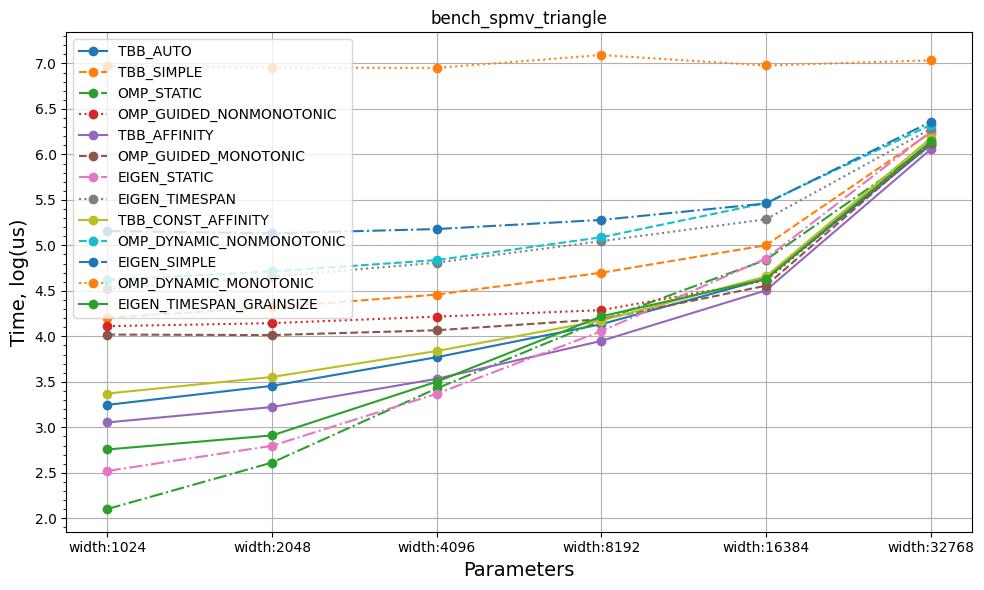 bench_spmv_triangle
Time, log(us)
7.0
6.5
6.0
5.5
5.0
4.5
4.0
3.5
3.0
2.5
2.0
TBB_AUTO
TBB_SIMPLE
OMP_STATIC
OMP_GUIDED_NONMONOTONIC
TBB_AFFINITY
OMP_GUIDED_MONOTONIC
EIGEN_STATIC
EIGEN_TIMESPAN
TBB_CONST_AFFINITY
OMP_DYNAMIC_NONMONOTONIC
EIGEN_SIMPLE
OMP_DYNAMIC_MONOTONIC
EIGEN_TIMESPAN_GRAINSIZE
width:1024 width:2048 width:4096 width:8192 width:16384 width:32768
Parameters